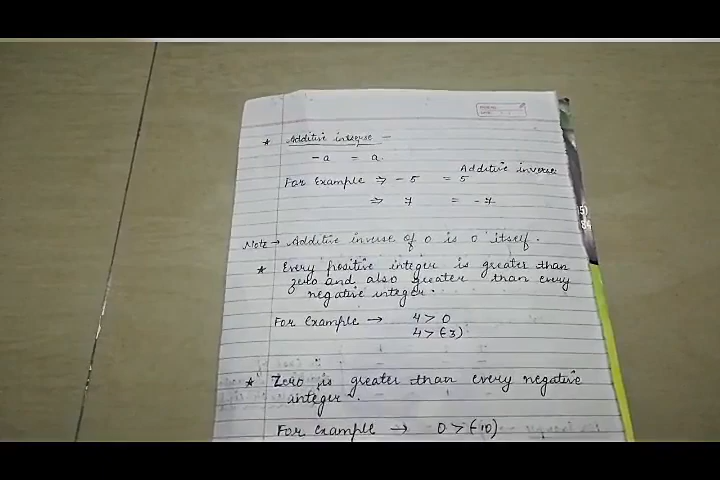 * Additive inverse -
-a = a.
Additive inverse
For Example ⇒ - 5 = 5
⇒ 7 = - 7
Note → Additive inverse of 0 is 0 itself.
* Every positive integer is greater than
zero and also greater than every
negative integer.
For Example → 4 > 0
4 > (-3)
* Zero is greater than every negative
integer.
For Example → 0 > (-10)